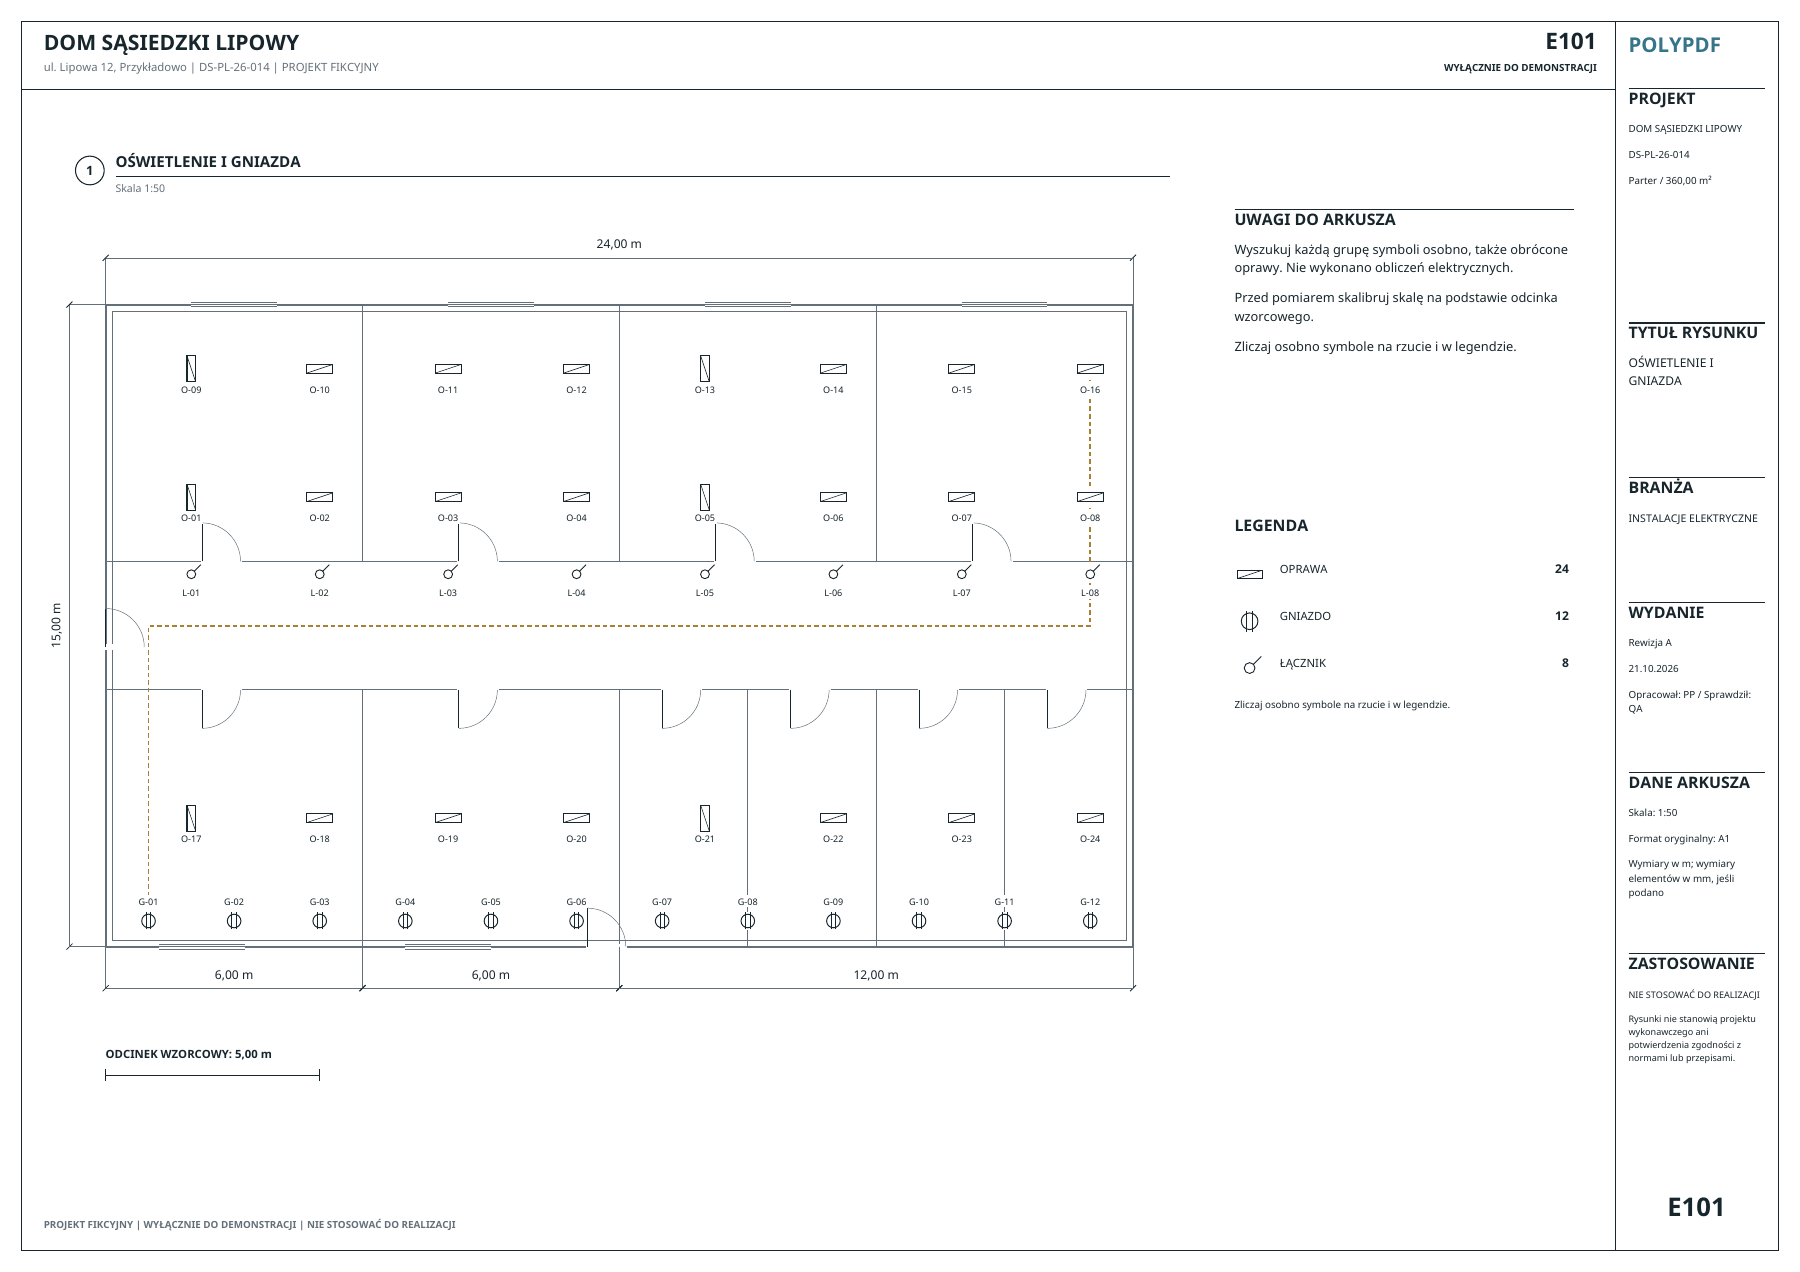 DOM SĄSIEDZKI LIPOWY
ul. Lipowa 12, Przykładowo | DS-PL-26-014 | PROJEKT FIKCYJNY
E101
WYŁĄCZNIE DO DEMONSTRACJI
1
OŚWIETLENIE I GNIAZDA
Skala 1:50
24,00 m
15,00 m
O-09 O-10 O-11 O-12 O-13 O-14 O-15 O-16
O-01 O-02 O-03 O-04 O-05 O-06 O-07 O-08
L-01 L-02 L-03 L-04 L-05 L-06 L-07 L-08
O-17 O-18 O-19 O-20 O-21 O-22 O-23 O-24
G-01 G-02 G-03 G-04 G-05 G-06 G-07 G-08 G-09 G-10 G-11 G-12
6,00 m 6,00 m 12,00 m
ODCINEK WZORCOWY: 5,00 m
UWAGI DO ARKUSZA
Wyszukuj każdą grupę symboli osobno, także obrócone
oprawy. Nie wykonano obliczeń elektrycznych.
Przed pomiarem skalibruj skalę na podstawie odcinka
wzorcowego.
Zliczaj osobno symbole na rzucie i w legendzie.
LEGENDA
OPRAWA 24
GNIAZDO 12
ŁĄCZNIK 8
Zliczaj osobno symbole na rzucie i w legendzie.
PROJEKT FIKCYJNY | WYŁĄCZNIE DO DEMONSTRACJI | NIE STOSOWAĆ DO REALIZACJI
POLYPDF
PROJEKT
DOM SĄSIEDZKI LIPOWY
DS-PL-26-014
Parter / 360,00 m²
TYTUŁ RYSUNKU
OŚWIETLENIE I
GNIAZDA
BRANŻA
INSTALACJE ELEKTRYCZNE
WYDANIE
Rewizja A
21.10.2026
Opracował: PP / Sprawdził:
QA
DANE ARKUSZA
Skala: 1:50
Format oryginalny: A1
Wymiary w m; wymiary
elementów w mm, jeśli
podano
ZASTOSOWANIE
NIE STOSOWAĆ DO REALIZACJI
Rysunki nie stanowią projektu
wykonawczego ani
potwierdzenia zgodności z
normami lub przepisami.
E101